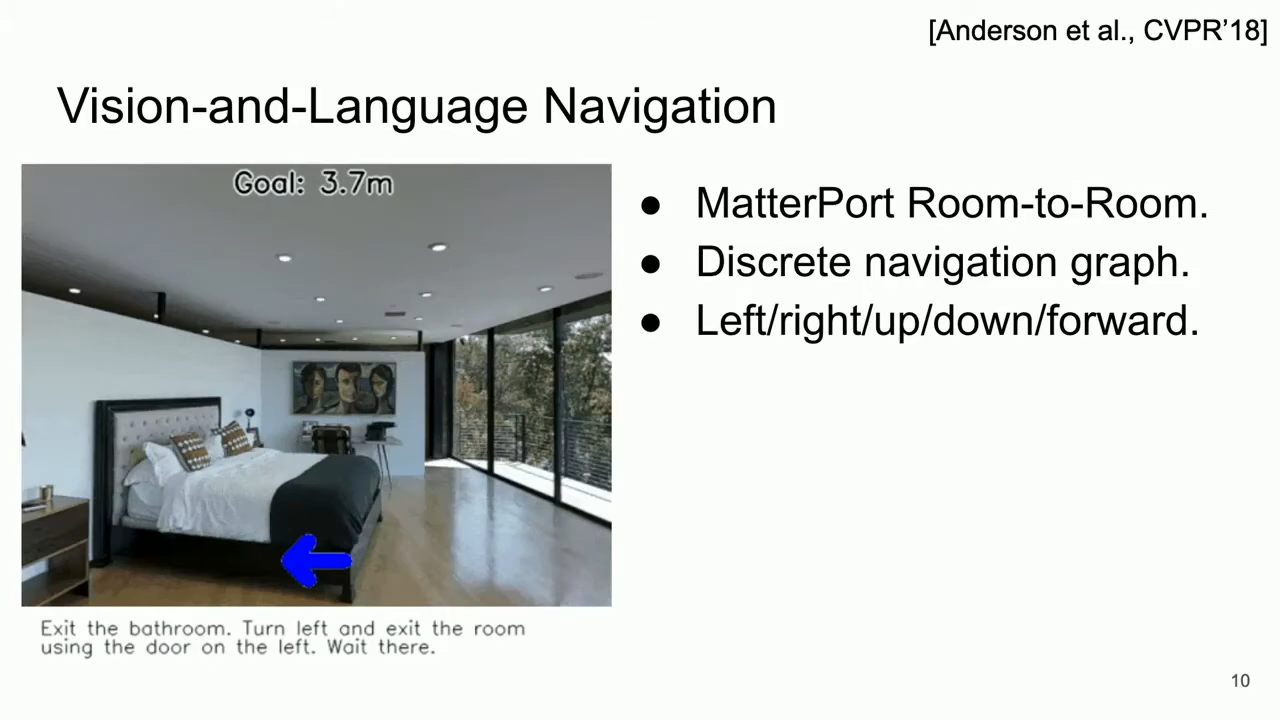 [Anderson et al., CVPR’18]
Vision-and-Language Navigation
Goal: 3.7m
● MatterPort Room-to-Room.
● Discrete navigation graph.
● Left/right/up/down/forward.
Exit the bathroom. Turn left and exit the room
using the door on the left. Wait there.
10